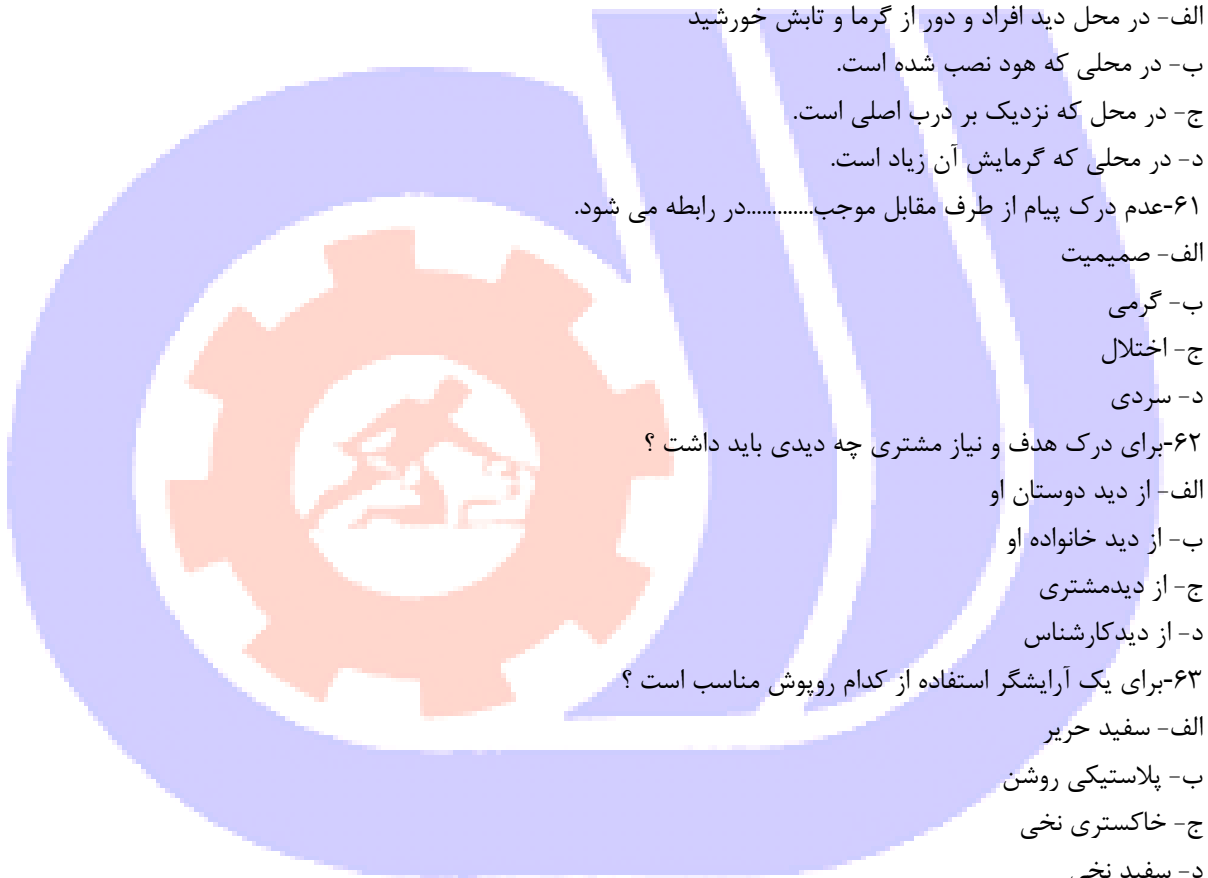 الف- در محل دید افراد و دور از گرما و تابش خورشید
ب- در محلی که هود نصب شده است.
ج- در محل که نزدیک بر درب اصلی است.
د- در محلی که گرمایش آن زیاد است.
۶۱-عدم درک پیام از طرف مقابل موجب.............در رابطه می شود.
الف- صمیمیت
ب- گرمی
ج- اختلال
د- سردی
۶۲-برای درک هدف و نیاز مشتری چه دیدی باید داشت ؟
الف- از دید دوستان او
ب- از دید خانواده او
ج- از دیدمشتری
د- از دیدکارشناس
۶۳-برای یک آرایشگر استفاده از کدام روپوش مناسب است ؟
الف- سفید حریر
ب- پلاستیکی روشن
ج- خاکستری نخی
د- سفید نخی